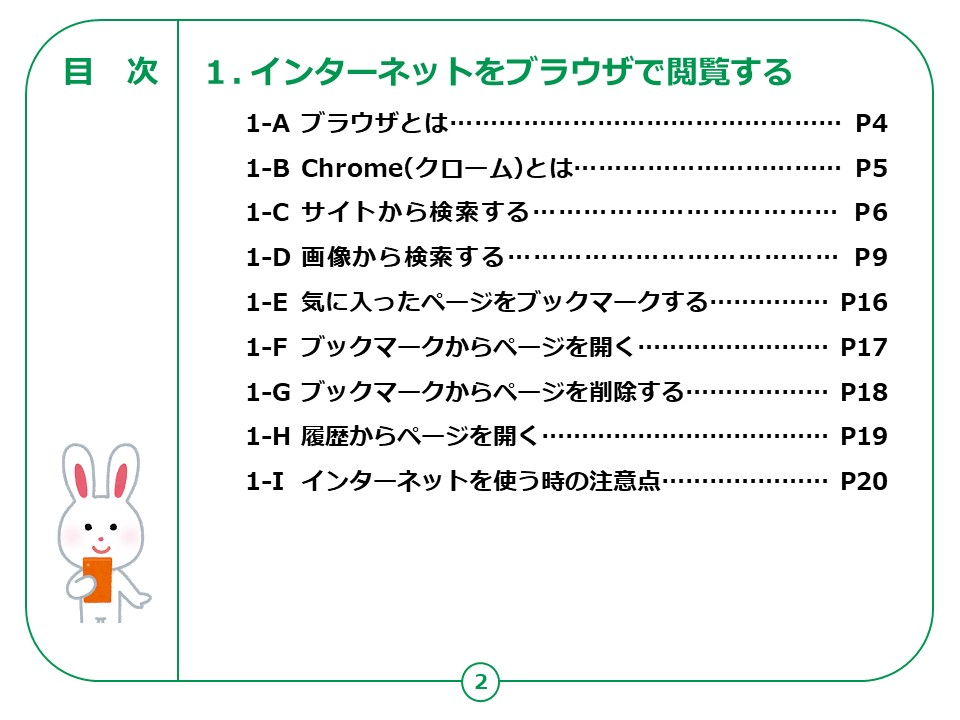 目　次
１. インターネットをブラウザで閲覧する
1-A ブラウザとは………………………………………… P4
1-B Chrome(クローム)とは…………………………… P5
1-C サイトから検索する……………………………… P6
1-D 画像から検索する………………………………… P9
1-E 気に入ったページをブックマークする…………… P16
1-F ブックマークからページを開く…………………… P17
1-G ブックマークからページを削除する……………… P18
1-H 履歴からページを開く……………………………… P19
1-I インターネットを使う時の注意点………………… P20
2